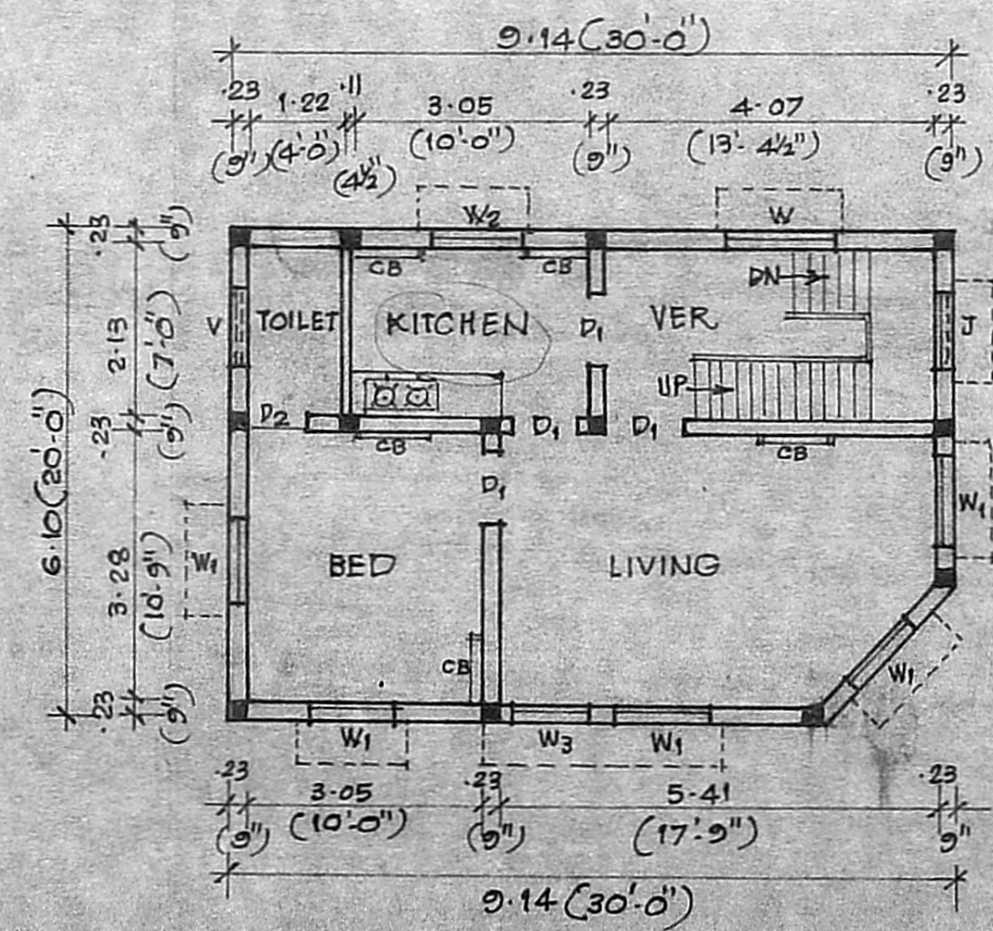 9.14 (30'-0")
.23 1.22 .11 3.05 .23 4.07 .23
(9") (4'-0") (4½") (10'-0") (9") (13'-4½") (9")
W2 W
CB CB DN
V TOILET KITCHEN D1 VER J
UP
D2 D1 D1
CB CB
D1
W1 BED LIVING W1
CB W1
W1 W3 W1
.23 (9")
2.13 (7'-0")
.23 (9")
3.28 (10'-9")
.23 (9")
6.10 (20'-0")
.23 3.05 .23 5.41 .23
(9") (10'-0") (9") (17'-9") 9"
9.14 (30'-0")